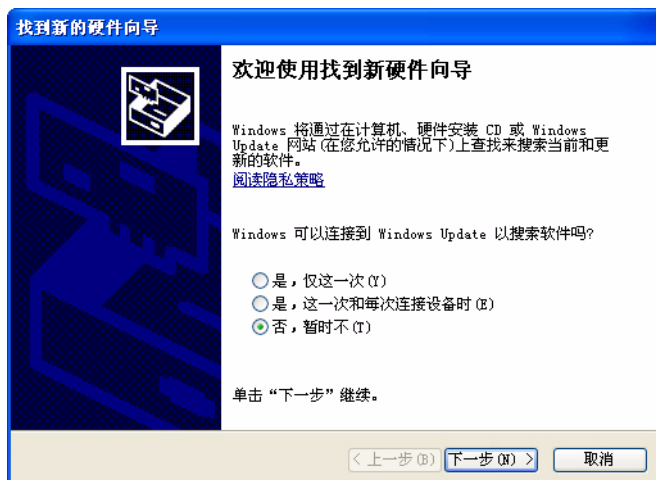 找到新的硬件向导
欢迎使用找到新硬件向导
Windows 将通过在计算机、硬件安装 CD 或 Windows
Update 网站(在您允许的情况下)上查找来搜索当前和更
新的软件。
阅读隐私策略
Windows 可以连接到 Windows Update 以搜索软件吗?
是，仅这一次(Y)
是，这一次和每次连接设备时(E)
否，暂时不(T)
单击“下一步”继续。
< 上一步(B) 下一步(N) > 取消